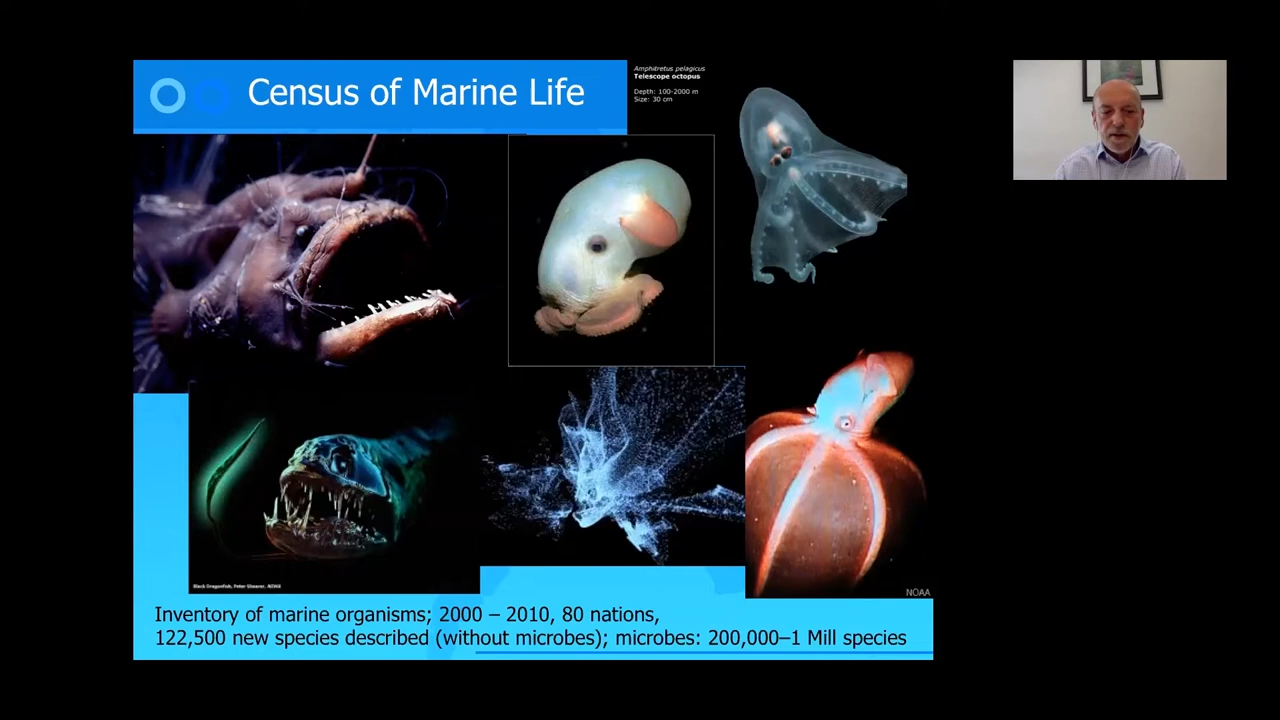 Census of Marine Life
Amphitretus pelagicus
Telescope octopus
Depth: 100-2000 m
Size: 30 cm
Black Dragonfish, Peter Shearer,
NOAA
Inventory of marine organisms; 2000 – 2010, 80 nations,
122,500 new species described (without microbes); microbes: 200,000–1 Mill species